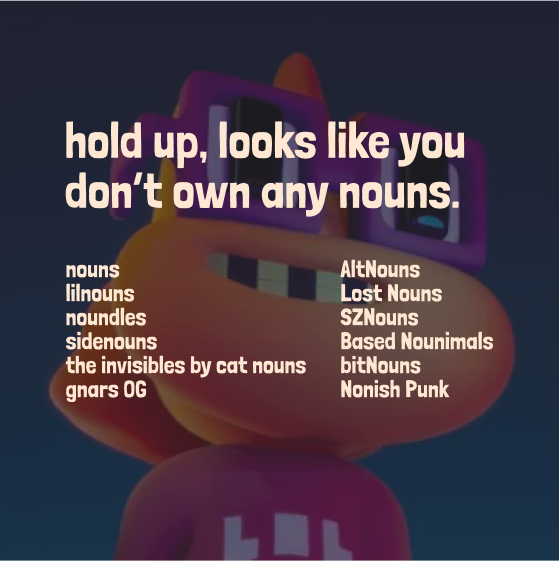 hold up, looks like you
don't own any nouns.
nouns
lilnouns
noundles
sidenouns
the invisibles by cat nouns
gnars OG
AltNouns
Lost Nouns
SZNouns
Based Nounimals
bitNouns
Nonish Punk